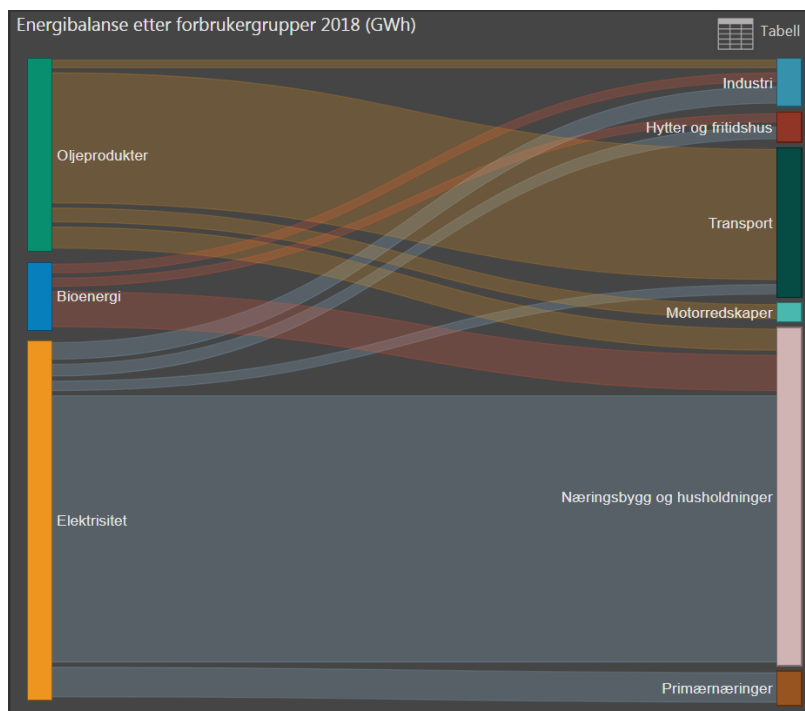 Energibalanse etter forbrukergrupper 2018 (GWh)
Tabell
Industri
Hytter og fritidshus
Oljeprodukter
Transport
Bioenergi
Motorredskaper
Næringsbygg og husholdninger
Elektrisitet
Primærnæringer